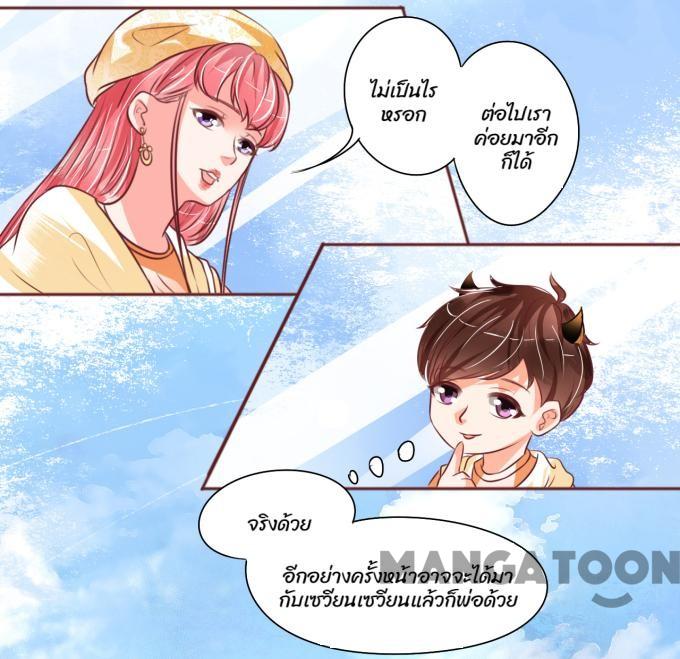 ไม่เป็นไร
หรอก
ต่อไปเรา
ค่อยมาอีก
ก็ได้
จริงด้วย
อีกอย่างครั้งหน้าอาจจะได้มา
กับเซวียนเซวียนแล้วก็พ่อด้วย
MANGATOON